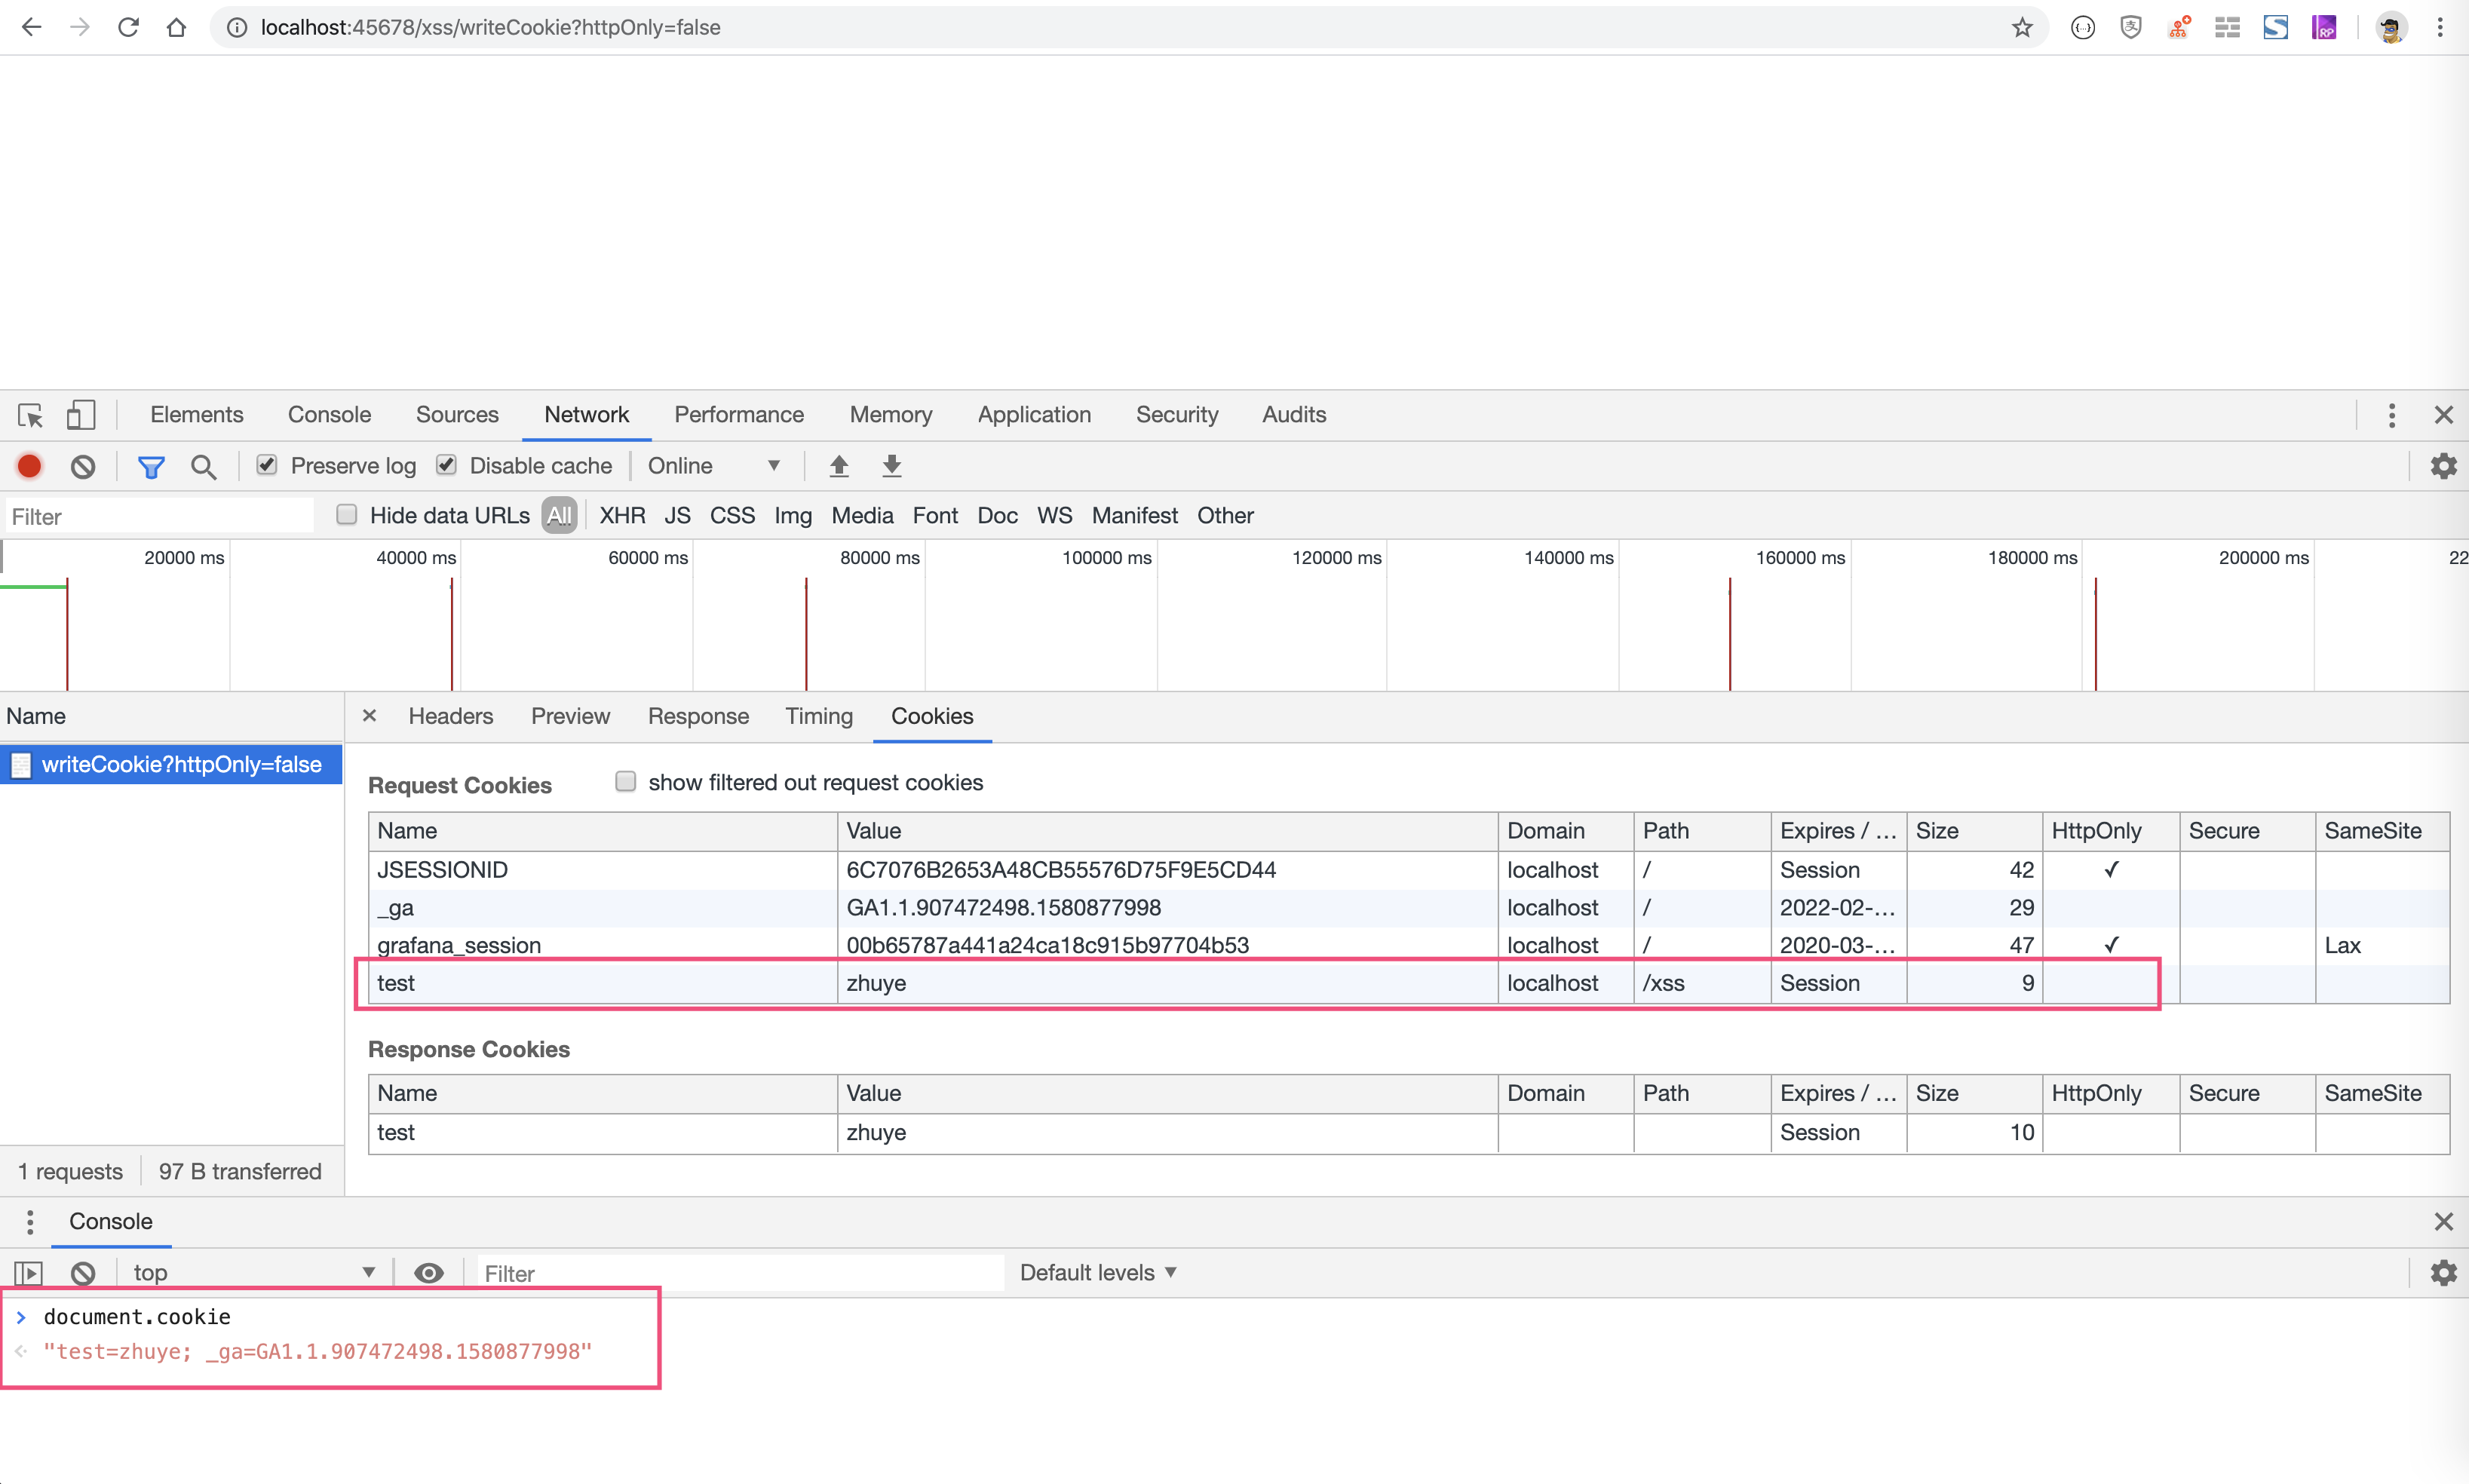 localhost:45678/xss/writeCookie?httpOnly=false
Elements Console Sources Network Performance Memory Application Security Audits
Preserve log Disable cache Online
Filter Hide data URLs All XHR JS CSS Img Media Font Doc WS Manifest Other
20000 ms 40000 ms 60000 ms 80000 ms 100000 ms 120000 ms 140000 ms 160000 ms 180000 ms 200000 ms 22
Name Headers Preview Response Timing Cookies
writeCookie?httpOnly=false
Request Cookies show filtered out request cookies
Name Value Domain Path Expires / … Size HttpOnly Secure SameSite
JSESSIONID 6C7076B2653A48CB55576D75F9E5CD44 localhost / Session 42 ✓
_ga GA1.1.907472498.1580877998 localhost / 2022-02-… 29
grafana_session 00b65787a441a24ca18c915b97704b53 localhost / 2020-03-… 47 ✓ Lax
test zhuye localhost /xss Session 9
Response Cookies
Name Value Domain Path Expires / … Size HttpOnly Secure SameSite
test zhuye Session 10
1 requests 97 B transferred
Console
top Filter Default levels
> document.cookie
"test=zhuye; _ga=GA1.1.907472498.1580877998"